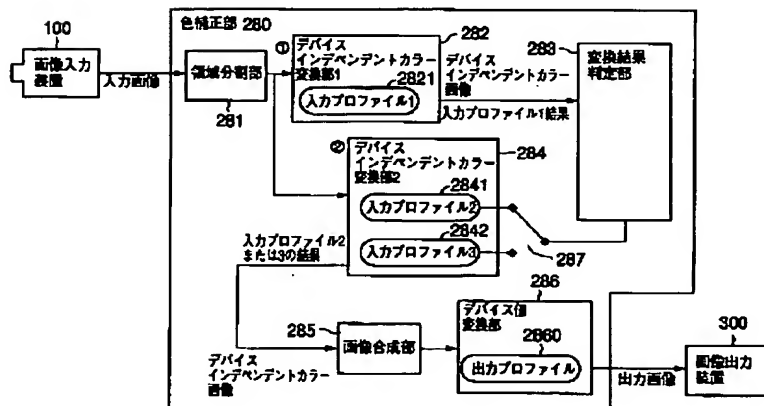 100
画像入力
装置
入力画像
色補正部 280
領域分割部
281
①
デバイス
インデペンデントカラー
変換部1
2821
入力プロファイル1
282
デバイス
インデペンデントカラー
画像
入力プロファイル1結果
283
変換結果
判定部
②
デバイス
インデペンデントカラー
変換部2
284
2841
入力プロファイル2
2842
入力プロファイル3
287
入力プロファイル2
または3の結果
デバイス
インデペンデントカラー
画像
285
画像合成部
286
デバイス値
変換部
2860
出力プロファイル
出力画像
300
画像出力
装置